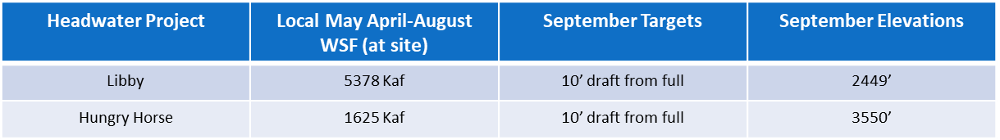 Headwater Project Local May April-August WSF (at site) September Targets September Elevations
Libby 5378 Kaf 10’ draft from full 2449’
Hungry Horse 1625 Kaf 10’ draft from full 3550’